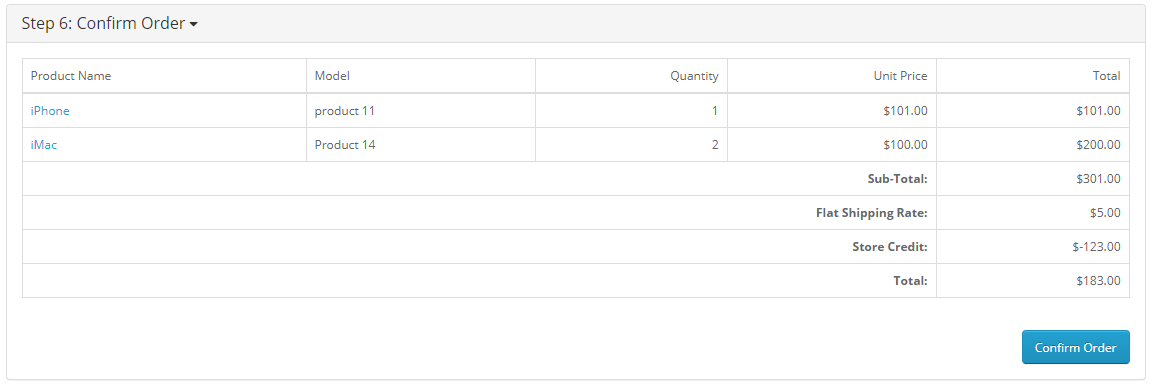 Step 6: Confirm Order
Product Name Model Quantity Unit Price Total
iPhone product 11 1 $101.00 $101.00
iMac Product 14 2 $100.00 $200.00
Sub-Total: $301.00
Flat Shipping Rate: $5.00
Store Credit: $-123.00
Total: $183.00
Confirm Order